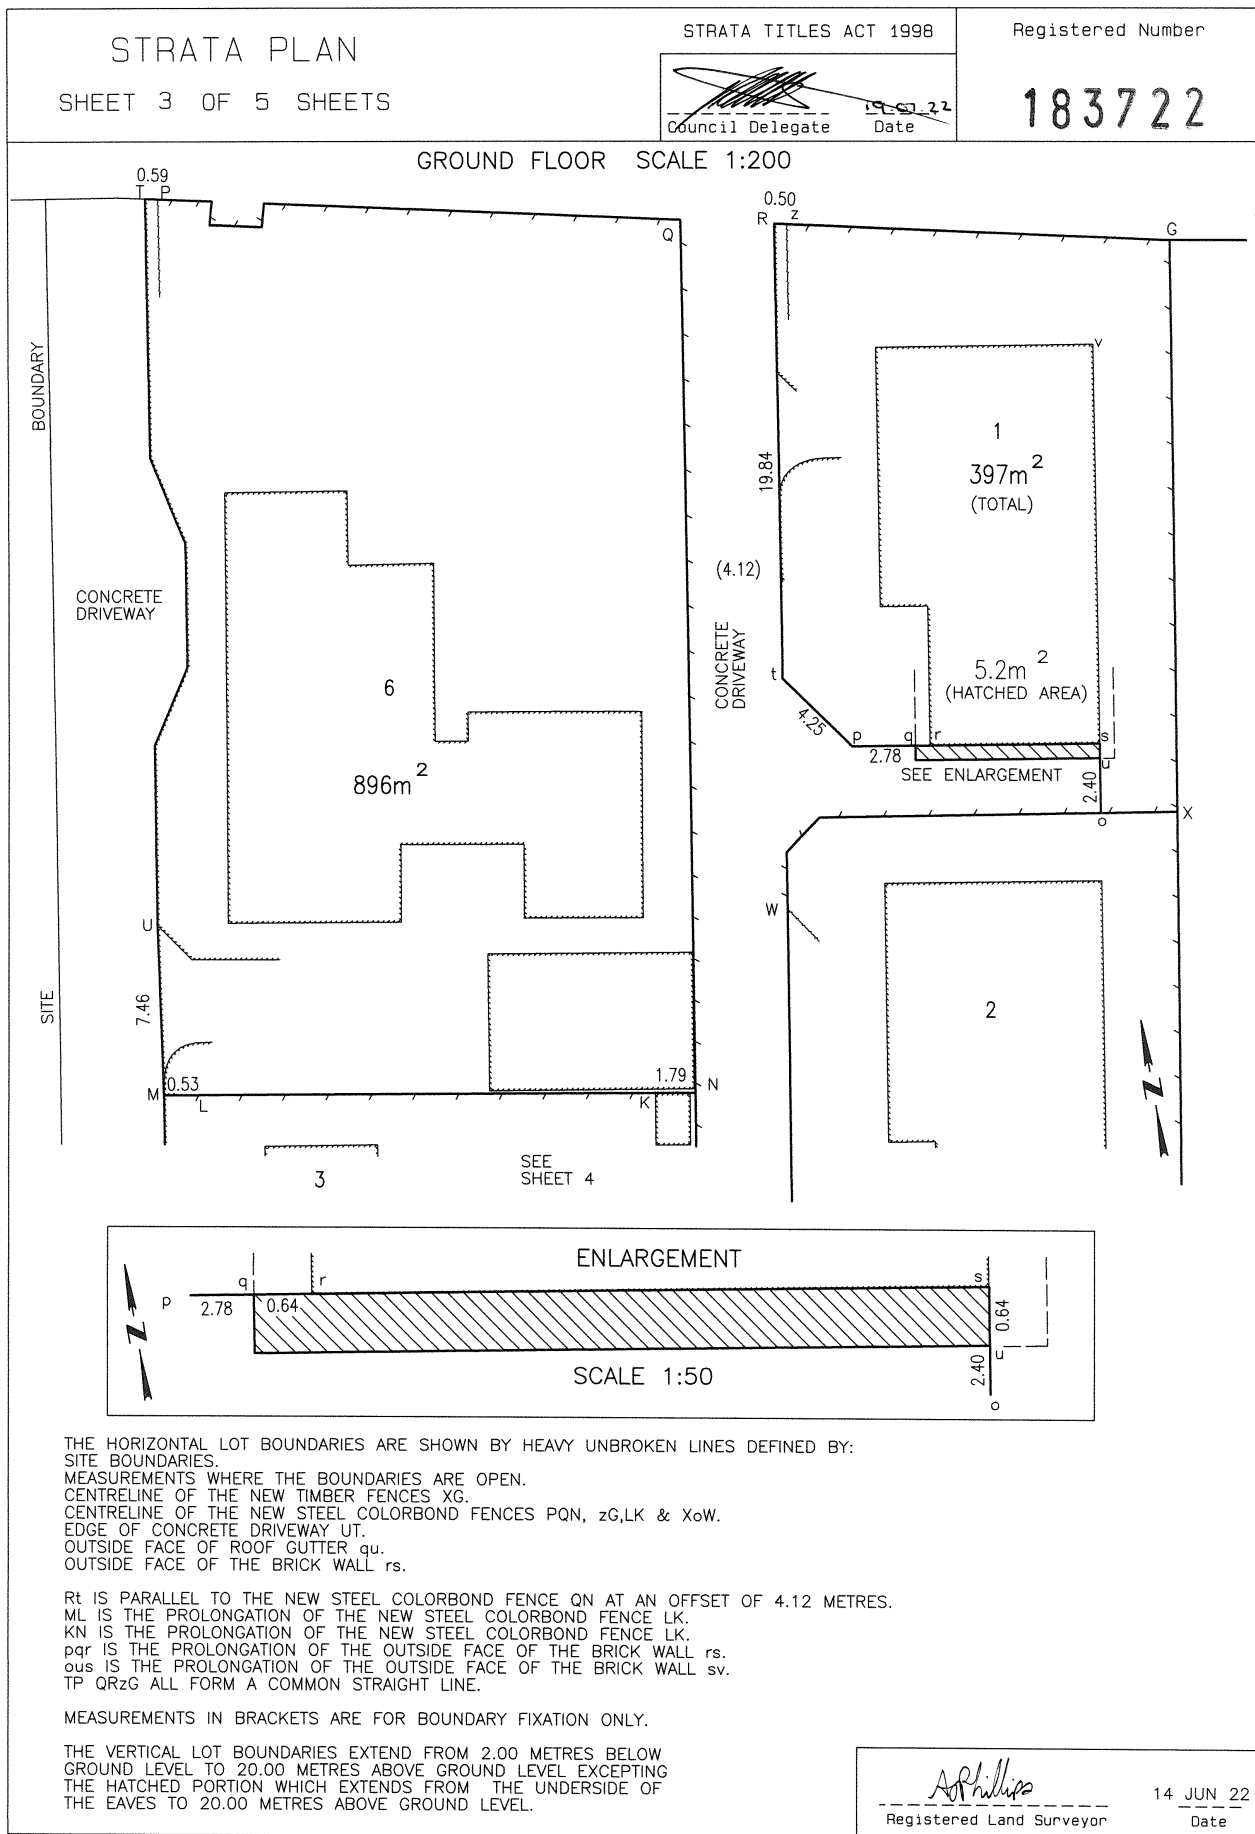 STRATA PLAN
SHEET 3 OF 5 SHEETS
STRATA TITLES ACT 1998
Council Delegate
19.07.22
Date
Registered Number
183722
GROUND FLOOR SCALE 1:200
0.59
T P
Q
0.50
R z
G
BOUNDARY
v
1
397m²
(TOTAL)
19.84
(4.12)
CONCRETE
DRIVEWAY
CONCRETE
DRIVEWAY
6
5.2m²
(HATCHED AREA)
t
4.25
p q r s
2.78
u
SEE ENLARGEMENT
2.40
896m²
o
X
U
W
SITE
7.46
2
0.53
1.79
M
L
K
N
3
SEE
SHEET 4
ENLARGEMENT
q r s
p
2.78
0.64
0.64
u
2.40
SCALE 1:50
o
THE HORIZONTAL LOT BOUNDARIES ARE SHOWN BY HEAVY UNBROKEN LINES DEFINED BY:
SITE BOUNDARIES.
MEASUREMENTS WHERE THE BOUNDARIES ARE OPEN.
CENTRELINE OF THE NEW TIMBER FENCES XG.
CENTRELINE OF THE NEW STEEL COLORBOND FENCES PQN, zG,LK & XoW.
EDGE OF CONCRETE DRIVEWAY UT.
OUTSIDE FACE OF ROOF GUTTER qu.
OUTSIDE FACE OF THE BRICK WALL rs.
Rt IS PARALLEL TO THE NEW STEEL COLORBOND FENCE QN AT AN OFFSET OF 4.12 METRES.
ML IS THE PROLONGATION OF THE NEW STEEL COLORBOND FENCE LK.
KN IS THE PROLONGATION OF THE NEW STEEL COLORBOND FENCE LK.
pqr IS THE PROLONGATION OF THE OUTSIDE FACE OF THE BRICK WALL rs.
ous IS THE PROLONGATION OF THE OUTSIDE FACE OF THE BRICK WALL sv.
TP QRzG ALL FORM A COMMON STRAIGHT LINE.
MEASUREMENTS IN BRACKETS ARE FOR BOUNDARY FIXATION ONLY.
THE VERTICAL LOT BOUNDARIES EXTEND FROM 2.00 METRES BELOW
GROUND LEVEL TO 20.00 METRES ABOVE GROUND LEVEL EXCEPTING
THE HATCHED PORTION WHICH EXTENDS FROM THE UNDERSIDE OF
THE EAVES TO 20.00 METRES ABOVE GROUND LEVEL.
APhillips
Registered Land Surveyor
14 JUN 22
Date